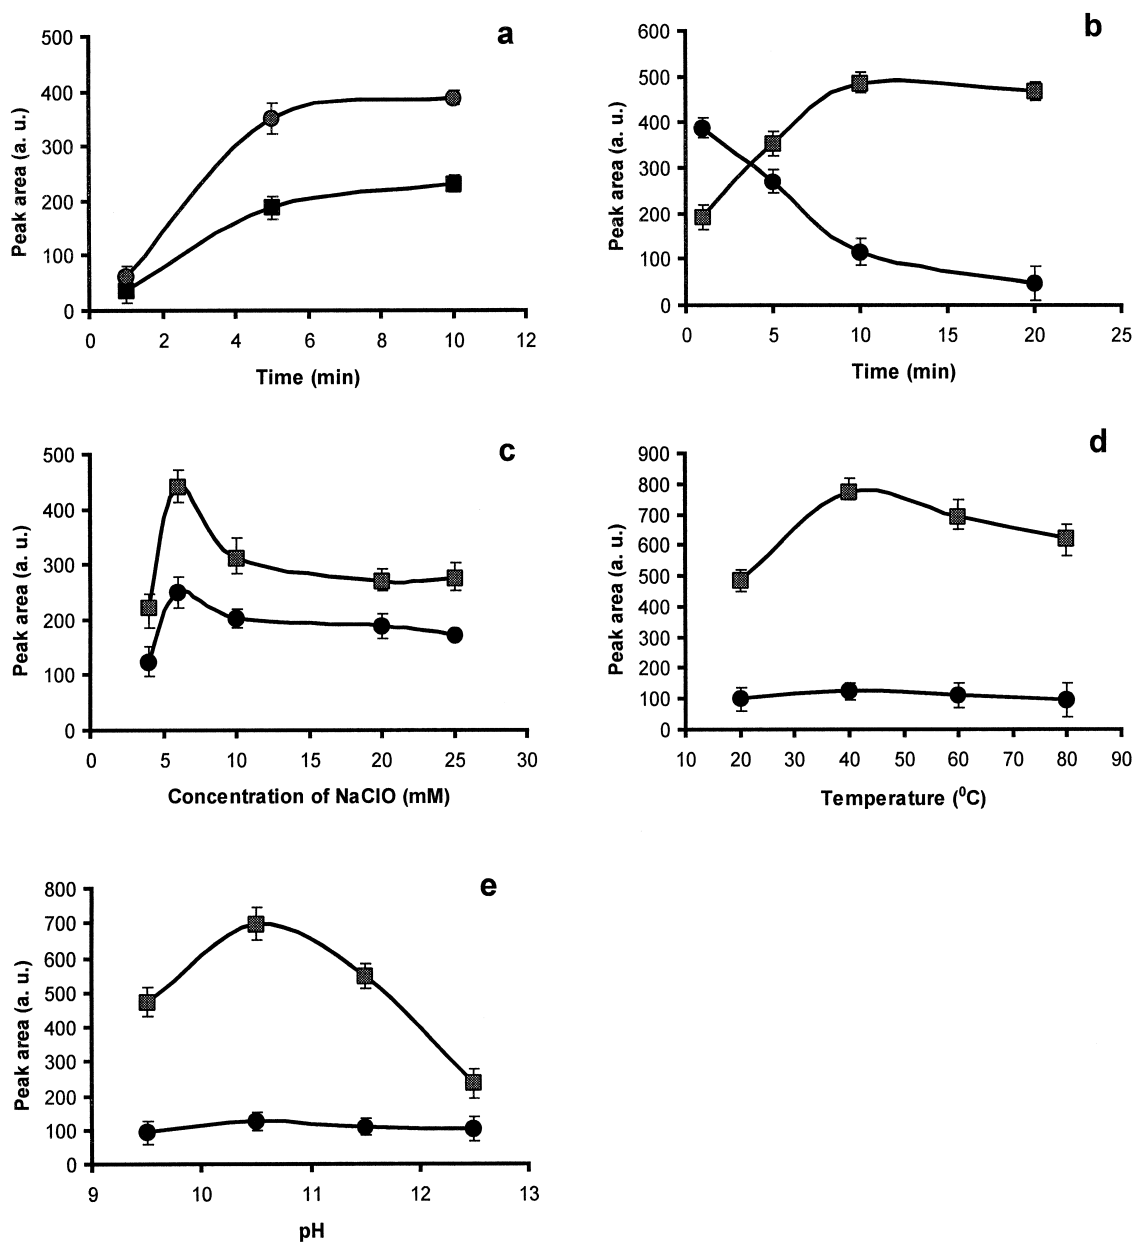 a
500
400
300
200
100
0
Peak area (a. u.)
0 2 4 6 8 10 12
Time (min)
b
600
500
400
300
200
100
0
Peak area (a. u.)
0 5 10 15 20 25
Time (min)
c
500
400
300
200
100
0
Peak area (a. u.)
0 5 10 15 20 25 30
Concentration of NaClO (mM)
d
900
800
700
600
500
400
300
200
100
0
Peak area (a. u.)
10 20 30 40 50 60 70 80 90
Temperature (⁰C)
e
800
700
600
500
400
300
200
100
0
Peak area (a. u.)
9 10 11 12 13
pH